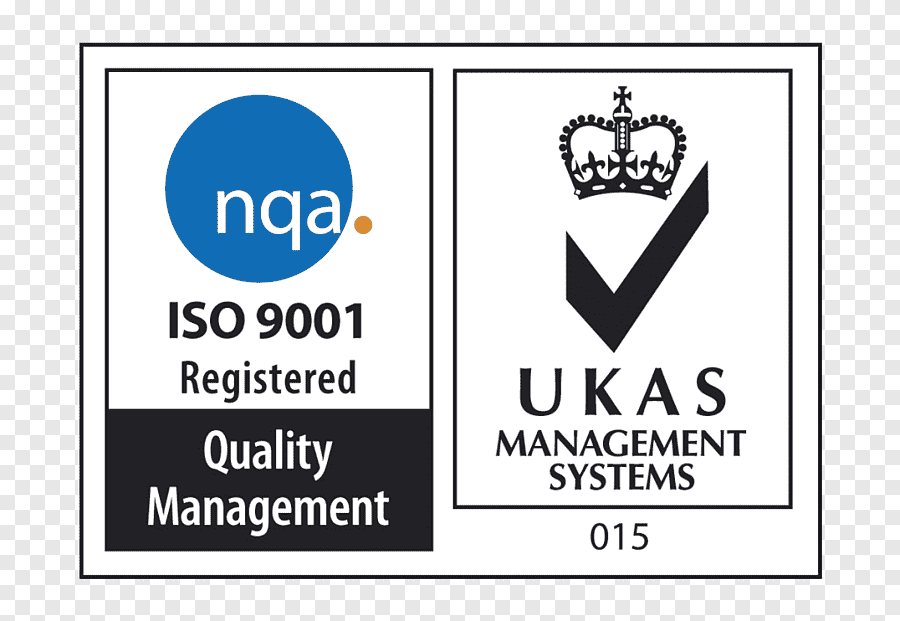 nqa.
ISO 9001
Registered
Quality
Management
UKAS
MANAGEMENT
SYSTEMS
015